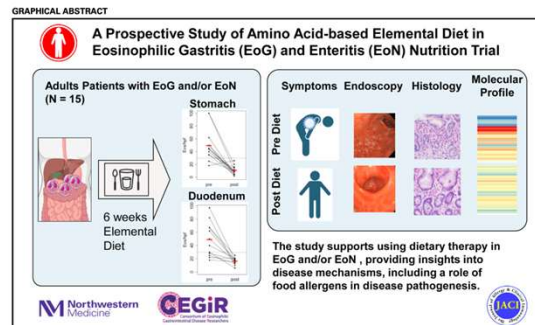 GRAPHICAL ABSTRACT
A Prospective Study of Amino Acid-based Elemental Diet in
Eosinophilic Gastritis (EoG) and Enteritis (EoN) Nutrition Trial
Adults Patients with EoG and/or EoN
(N = 15)
Stomach
pre
post
6 weeks
Elemental
Diet
Duodenum
pre
post
Symptoms
Endoscopy
Histology
Molecular
Profile
Pre Diet
Post Diet
The study supports using dietary therapy in
EoG and/or EoN , providing insights into
disease mechanisms, including a role of
food allergens in disease pathogenesis.
Northwestern
Medicine
CEGIR
Consortium of Eosinophilic
Gastrointestinal Disease Researchers
JACI